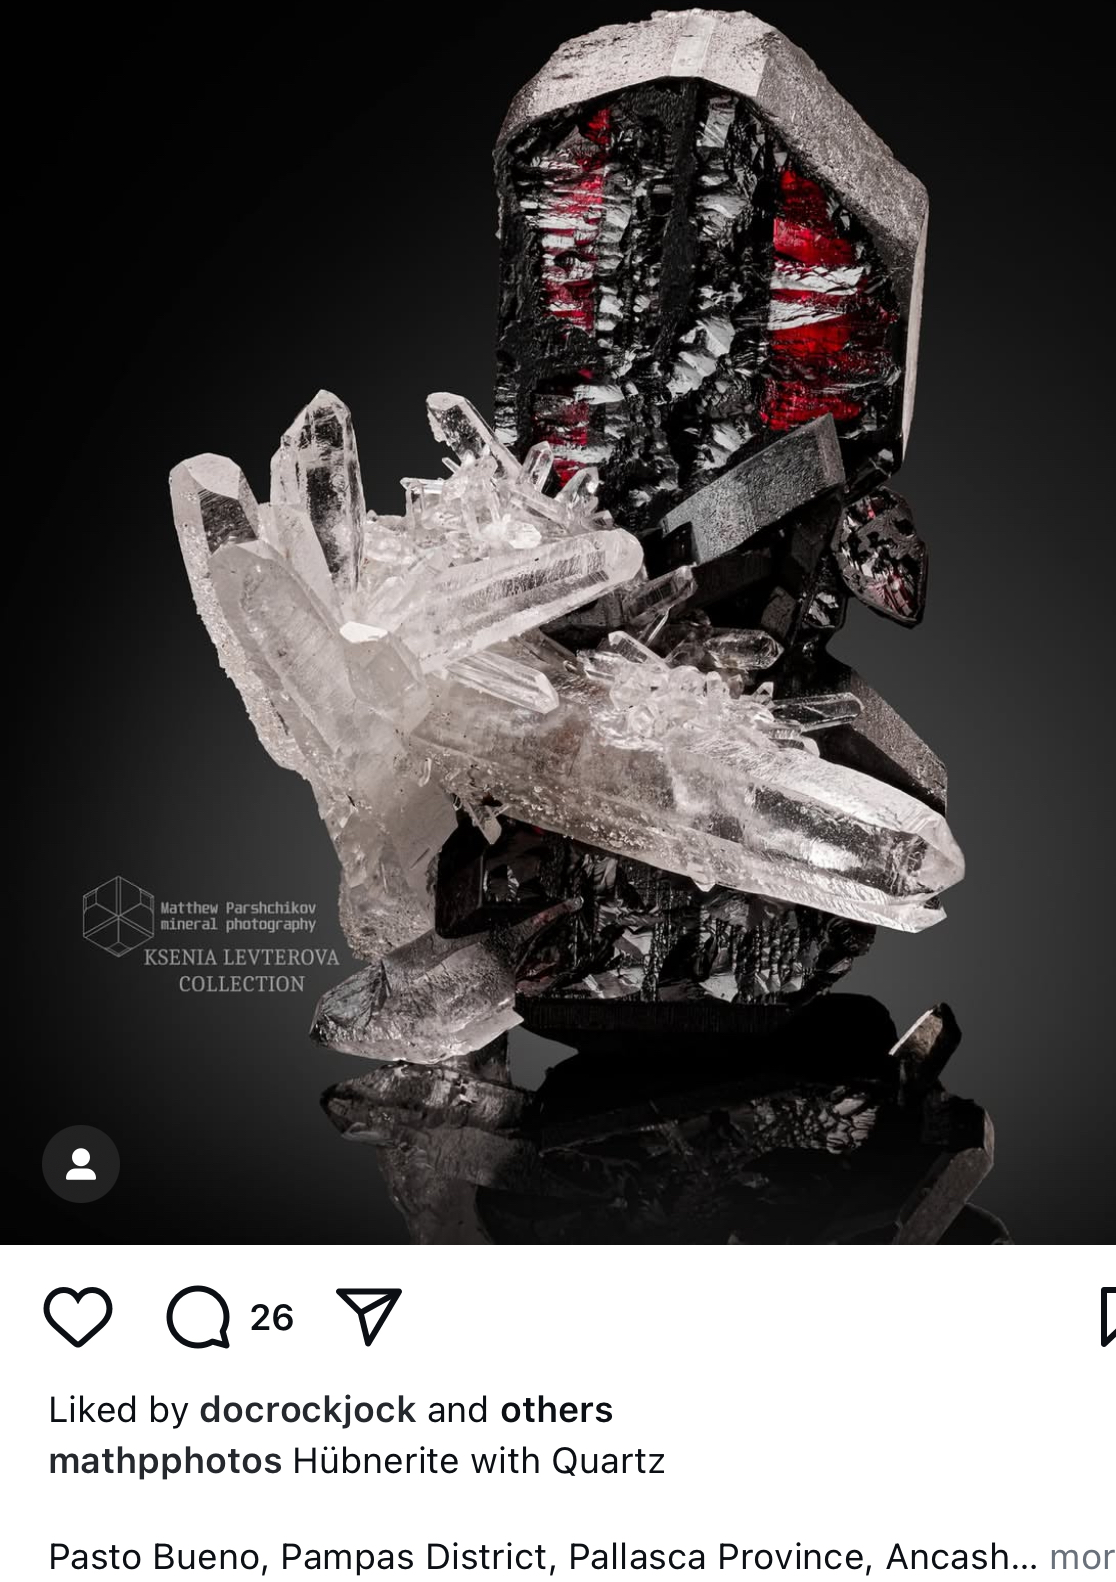 Matthew Parshchikov
mineral photography
KSENIA LEVTEROVA
COLLECTION
26
Liked by docrockjock and others
mathpphotos Hübnerite with Quartz
Pasto Bueno, Pampas District, Pallasca Province, Ancash... mor